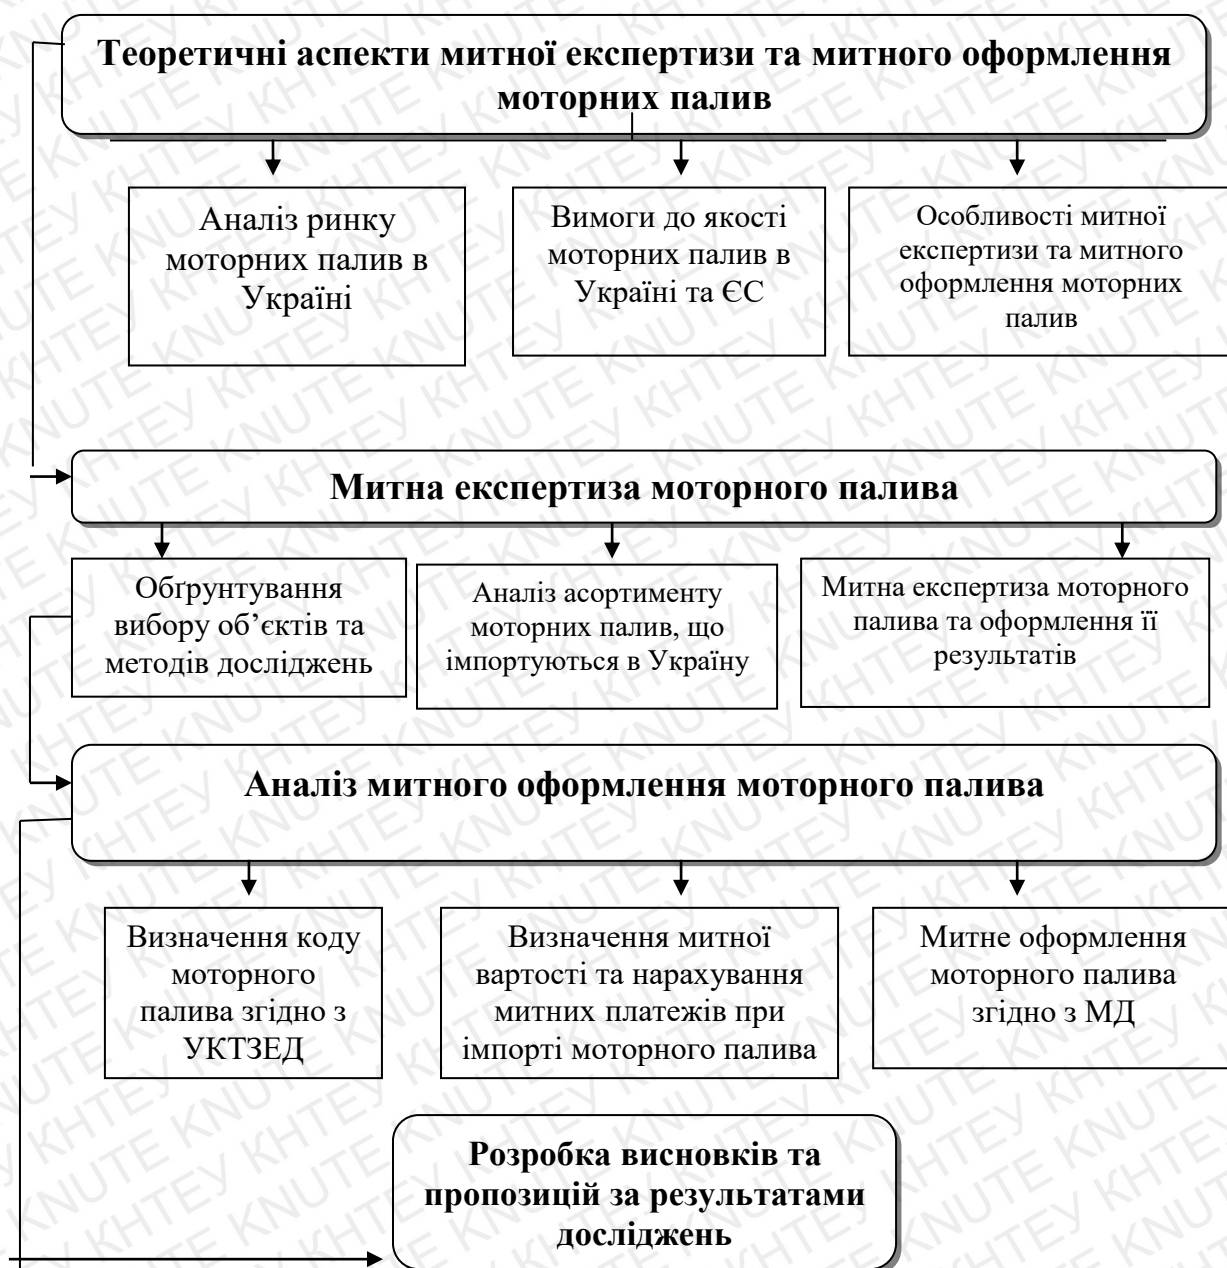 Теоретичні аспекти митної експертизи та митного оформлення
моторних палив
Аналіз ринку
моторних палив в
Україні
Вимоги до якості
моторних палив в
Україні та ЄС
Особливості митної
експертизи та митного
оформлення моторних
палив
Митна експертиза моторного палива
Обґрунтування
вибору об’єктів та
методів досліджень
Аналіз асортименту
моторних палив, що
імпортуються в Україну
Митна експертиза моторного
палива та оформлення її
результатів
Аналіз митного оформлення моторного палива
Визначення коду
моторного
палива згідно з
УКТЗЕД
Визначення митної
вартості та нарахування
митних платежів при
імпорті моторного палива
Митне оформлення
моторного палива
згідно з МД
Розробка висновків та
пропозицій за результатами
досліджень